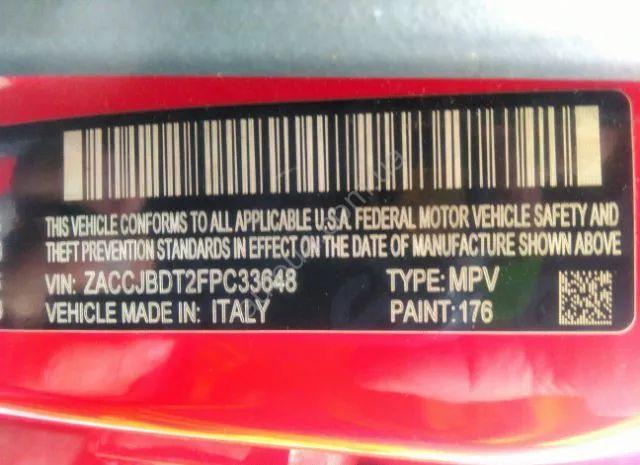 THIS VEHICLE CONFORMS TO ALL APPLICABLE U.S.A. FEDERAL MOTOR VEHICLE SAFETY AND
THEFT PREVENTION STANDARDS IN EFFECT ON THE DATE OF MANUFACTURE SHOWN ABOVE
VIN: ZACCJBDT2FPC33648 TYPE: MPV
VEHICLE MADE IN: ITALY PAINT: 176